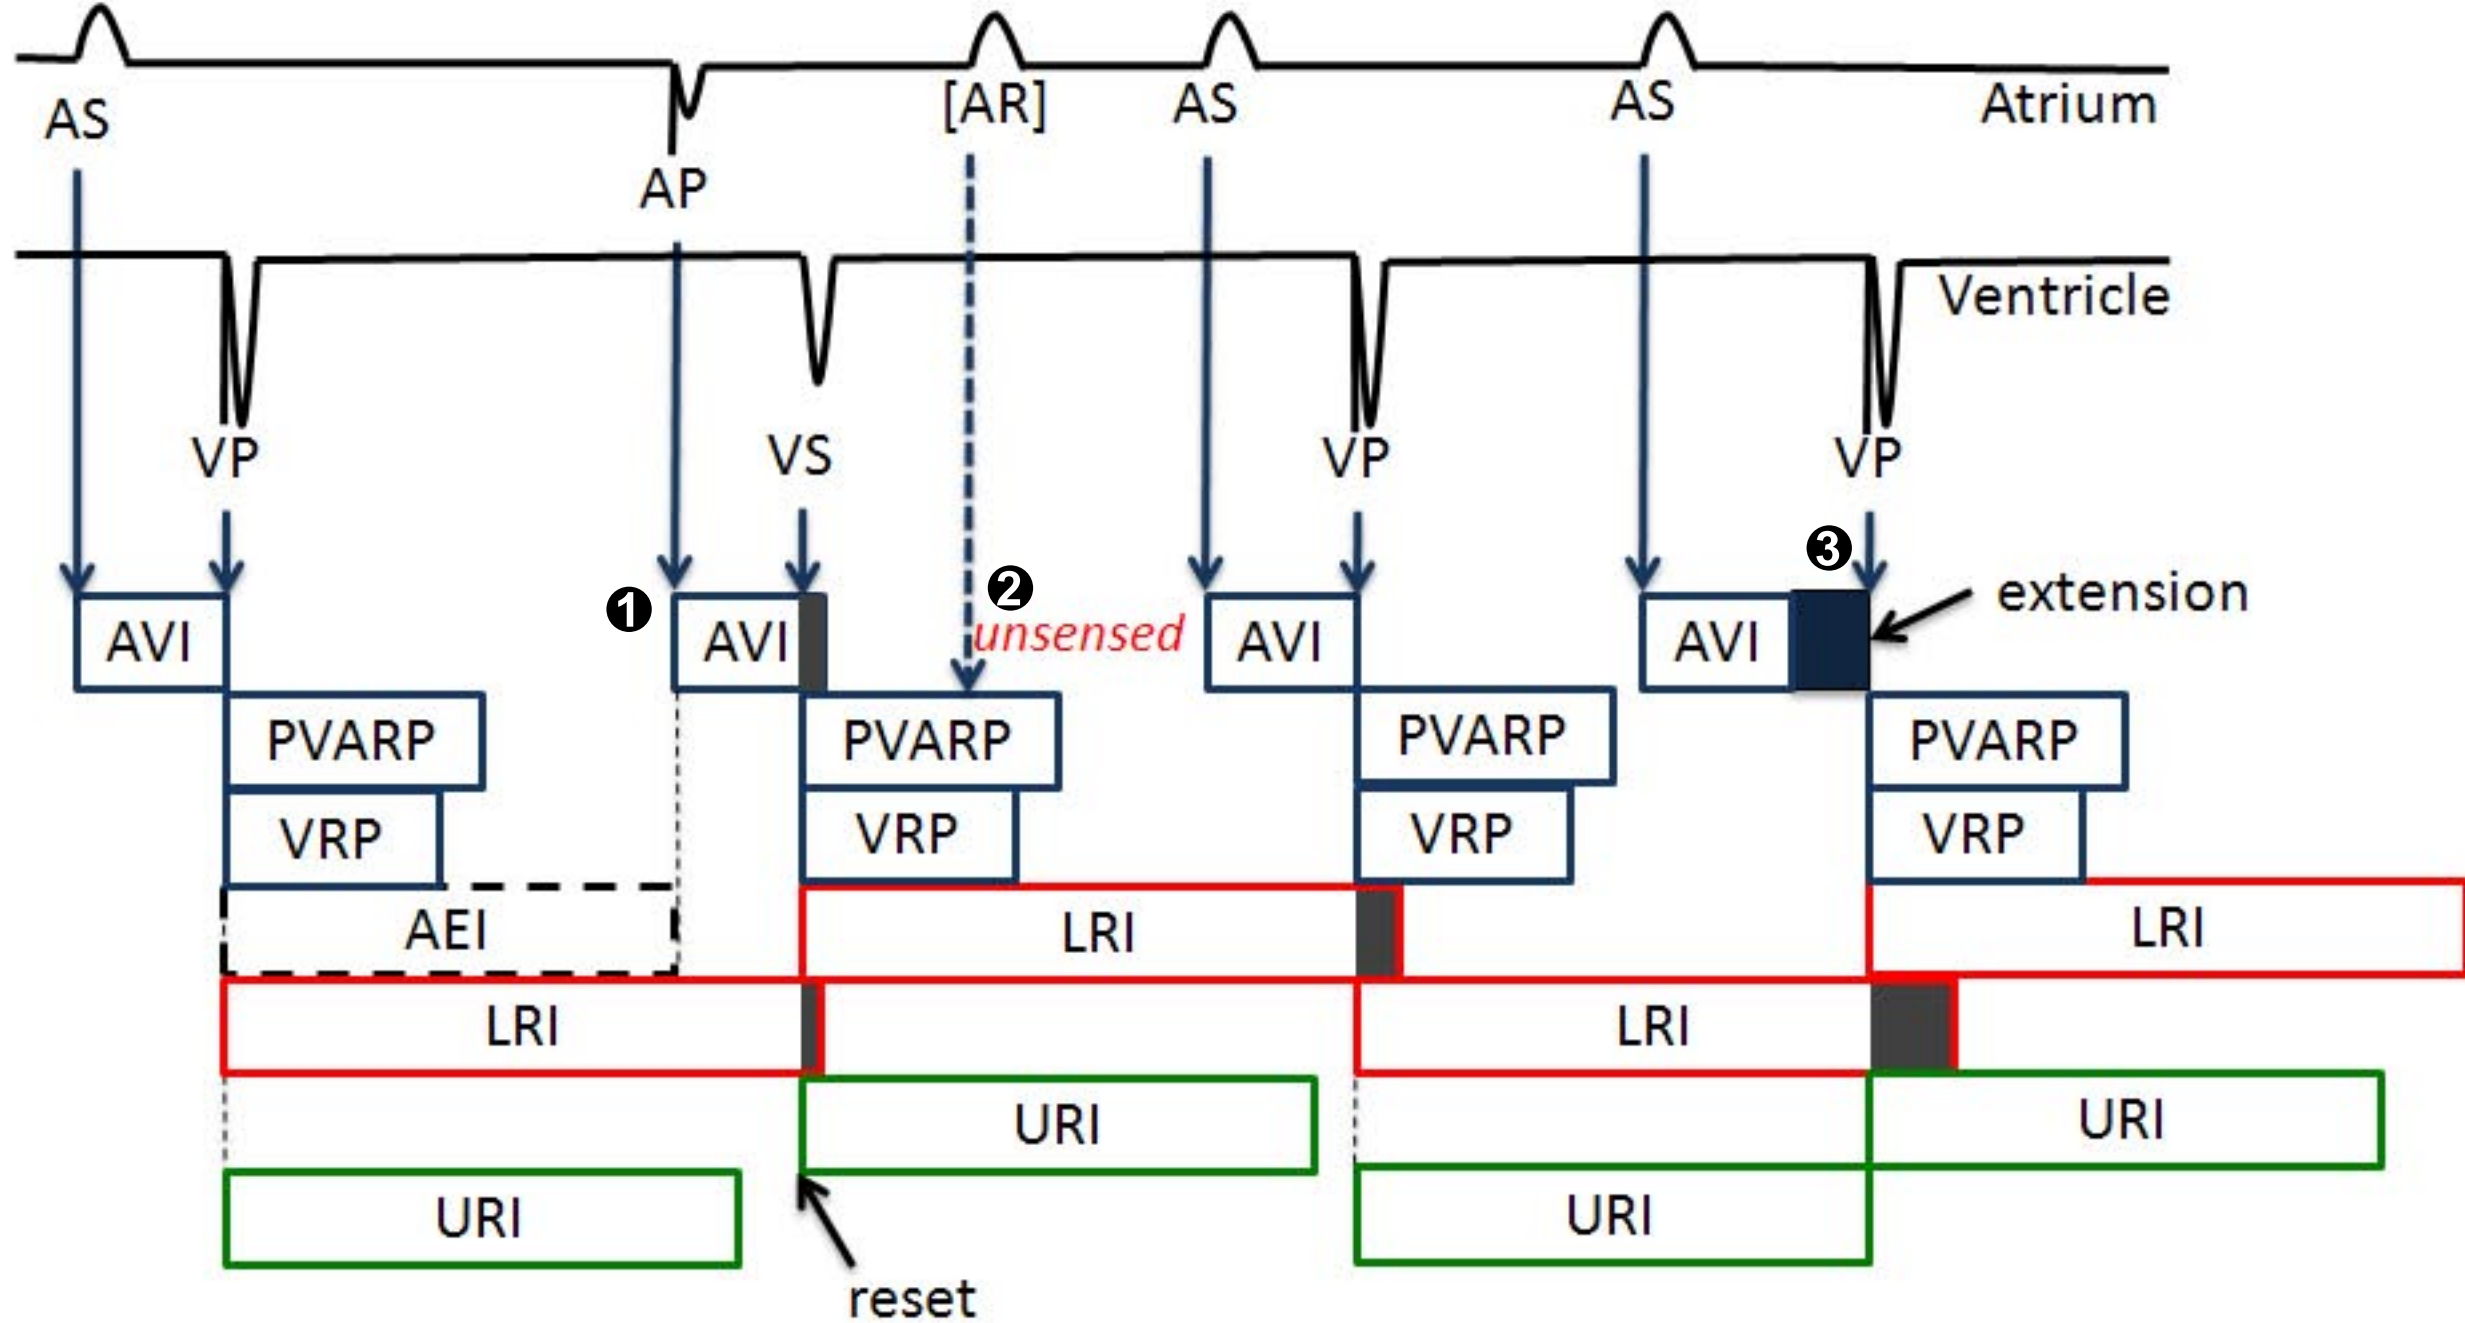 AS
[AR]
AS
AS
Atrium
AP
Ventricle
VP
VS
VP
VP
❶
❷
❸
unsensed
extension
AVI
AVI
AVI
AVI
PVARP
PVARP
PVARP
PVARP
VRP
VRP
VRP
VRP
AEI
LRI
LRI
LRI
LRI
URI
URI
URI
URI
reset